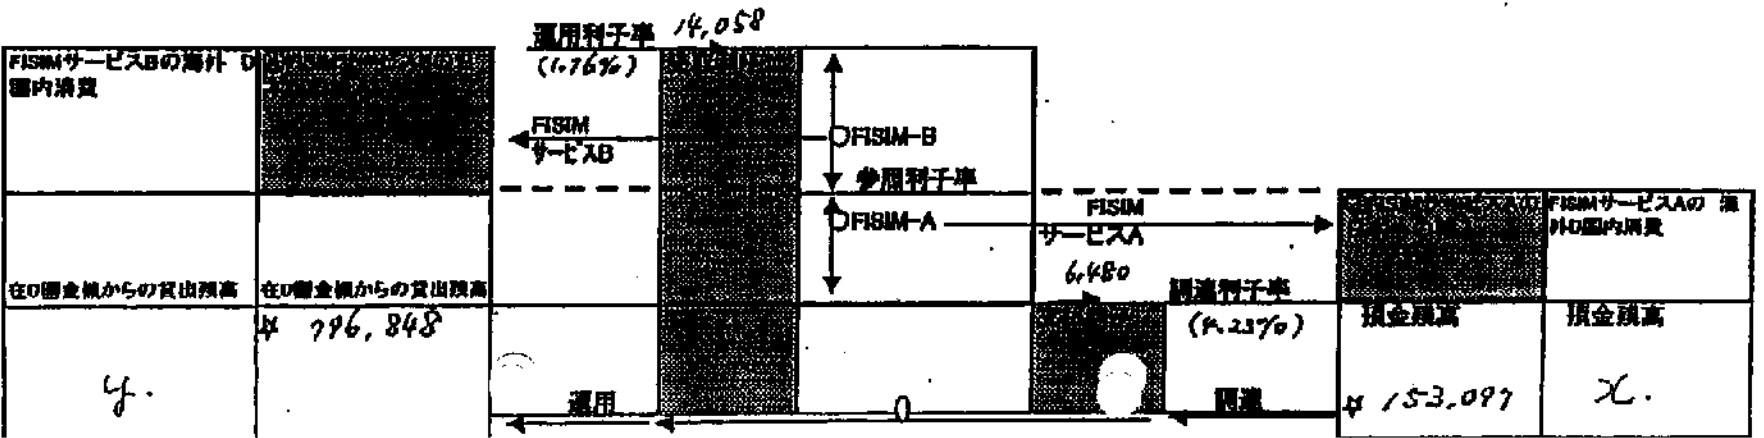 運用利子率 14,058
(1.76%)
FISIMサービスBの海外 D
国内消費
FISIM
サービスB
FISIM-B
参照利子率
FISIM-A
FISIM
サービスA
6,480
調達利子率
(4.23%)
FISIMサービスAの 海
外D国内消費
在D国金機からの貸出残高
在D国金機からの貸出残高
796,848
y.
運用
調達
預金残高
153,097
預金残高
x.